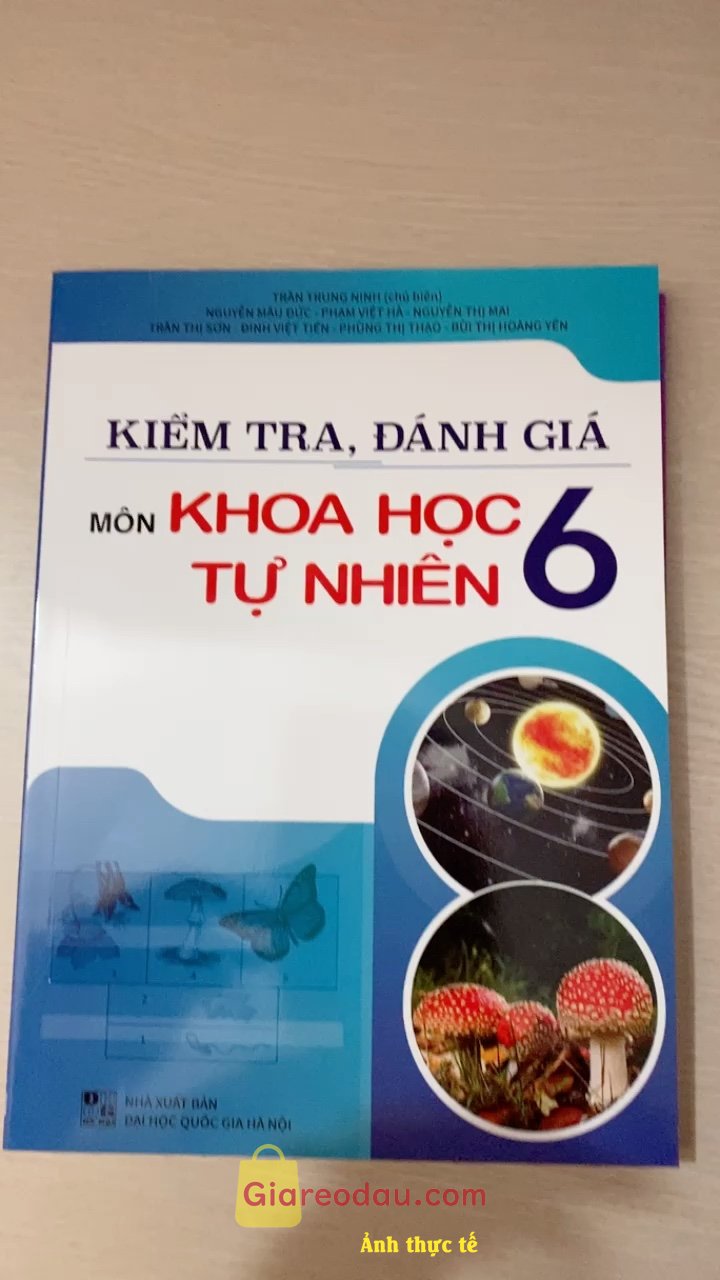 TRẦN TRUNG NINH (chủ biên)
NGUYỄN MẬU ĐỨC - PHẠM VIỆT HÀ - NGUYỄN THỊ MAI
TRẦN THỊ SƠN - ĐINH VIỆT TIẾN - PHÙNG THỊ THẢO - BÙI THỊ HOÀNG YẾN
KIỂM TRA, ĐÁNH GIÁ
MÔN KHOA HỌC 6
TỰ NHIÊN
NHÀ XUẤT BẢN
ĐẠI HỌC QUỐC GIA HÀ NỘI
Giareodau.com
Ảnh thực tế